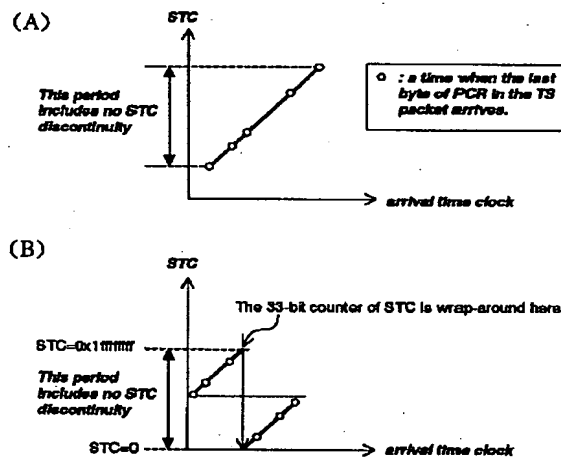 (A)
STC
This period
includes no STC
discontinuity
o : a time when the last
byte of PCR in the TS
packet arrives.
arrival time clock
(B)
STC
The 33-bit counter of STC is wrap-around here
STC=0x1ffffffff
This period
includes no STC
discontinuity
STC=0
arrival time clock